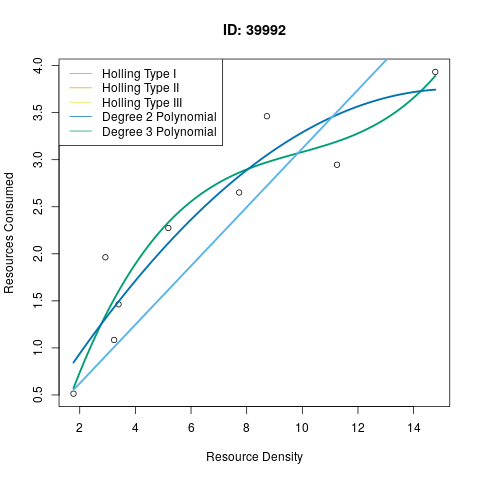 ID: 39992
Holling Type I
Holling Type II
Holling Type III
Degree 2 Polynomial
Degree 3 Polynomial
Resources Consumed
4.0
3.5
3.0
2.5
2.0
1.5
1.0
0.5
2 4 6 8 10 12 14
Resource Density